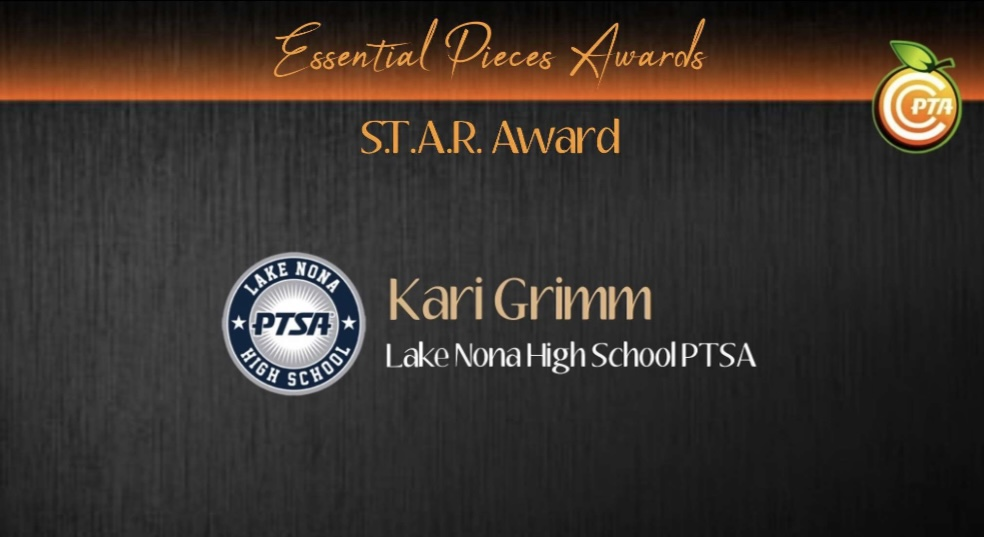 Essential Pieces Awards
PTA
S.T.A.R. Award
LAKE NONA
PTSA
HIGH SCHOOL
Kari Grimm
Lake Nona High School PTSA